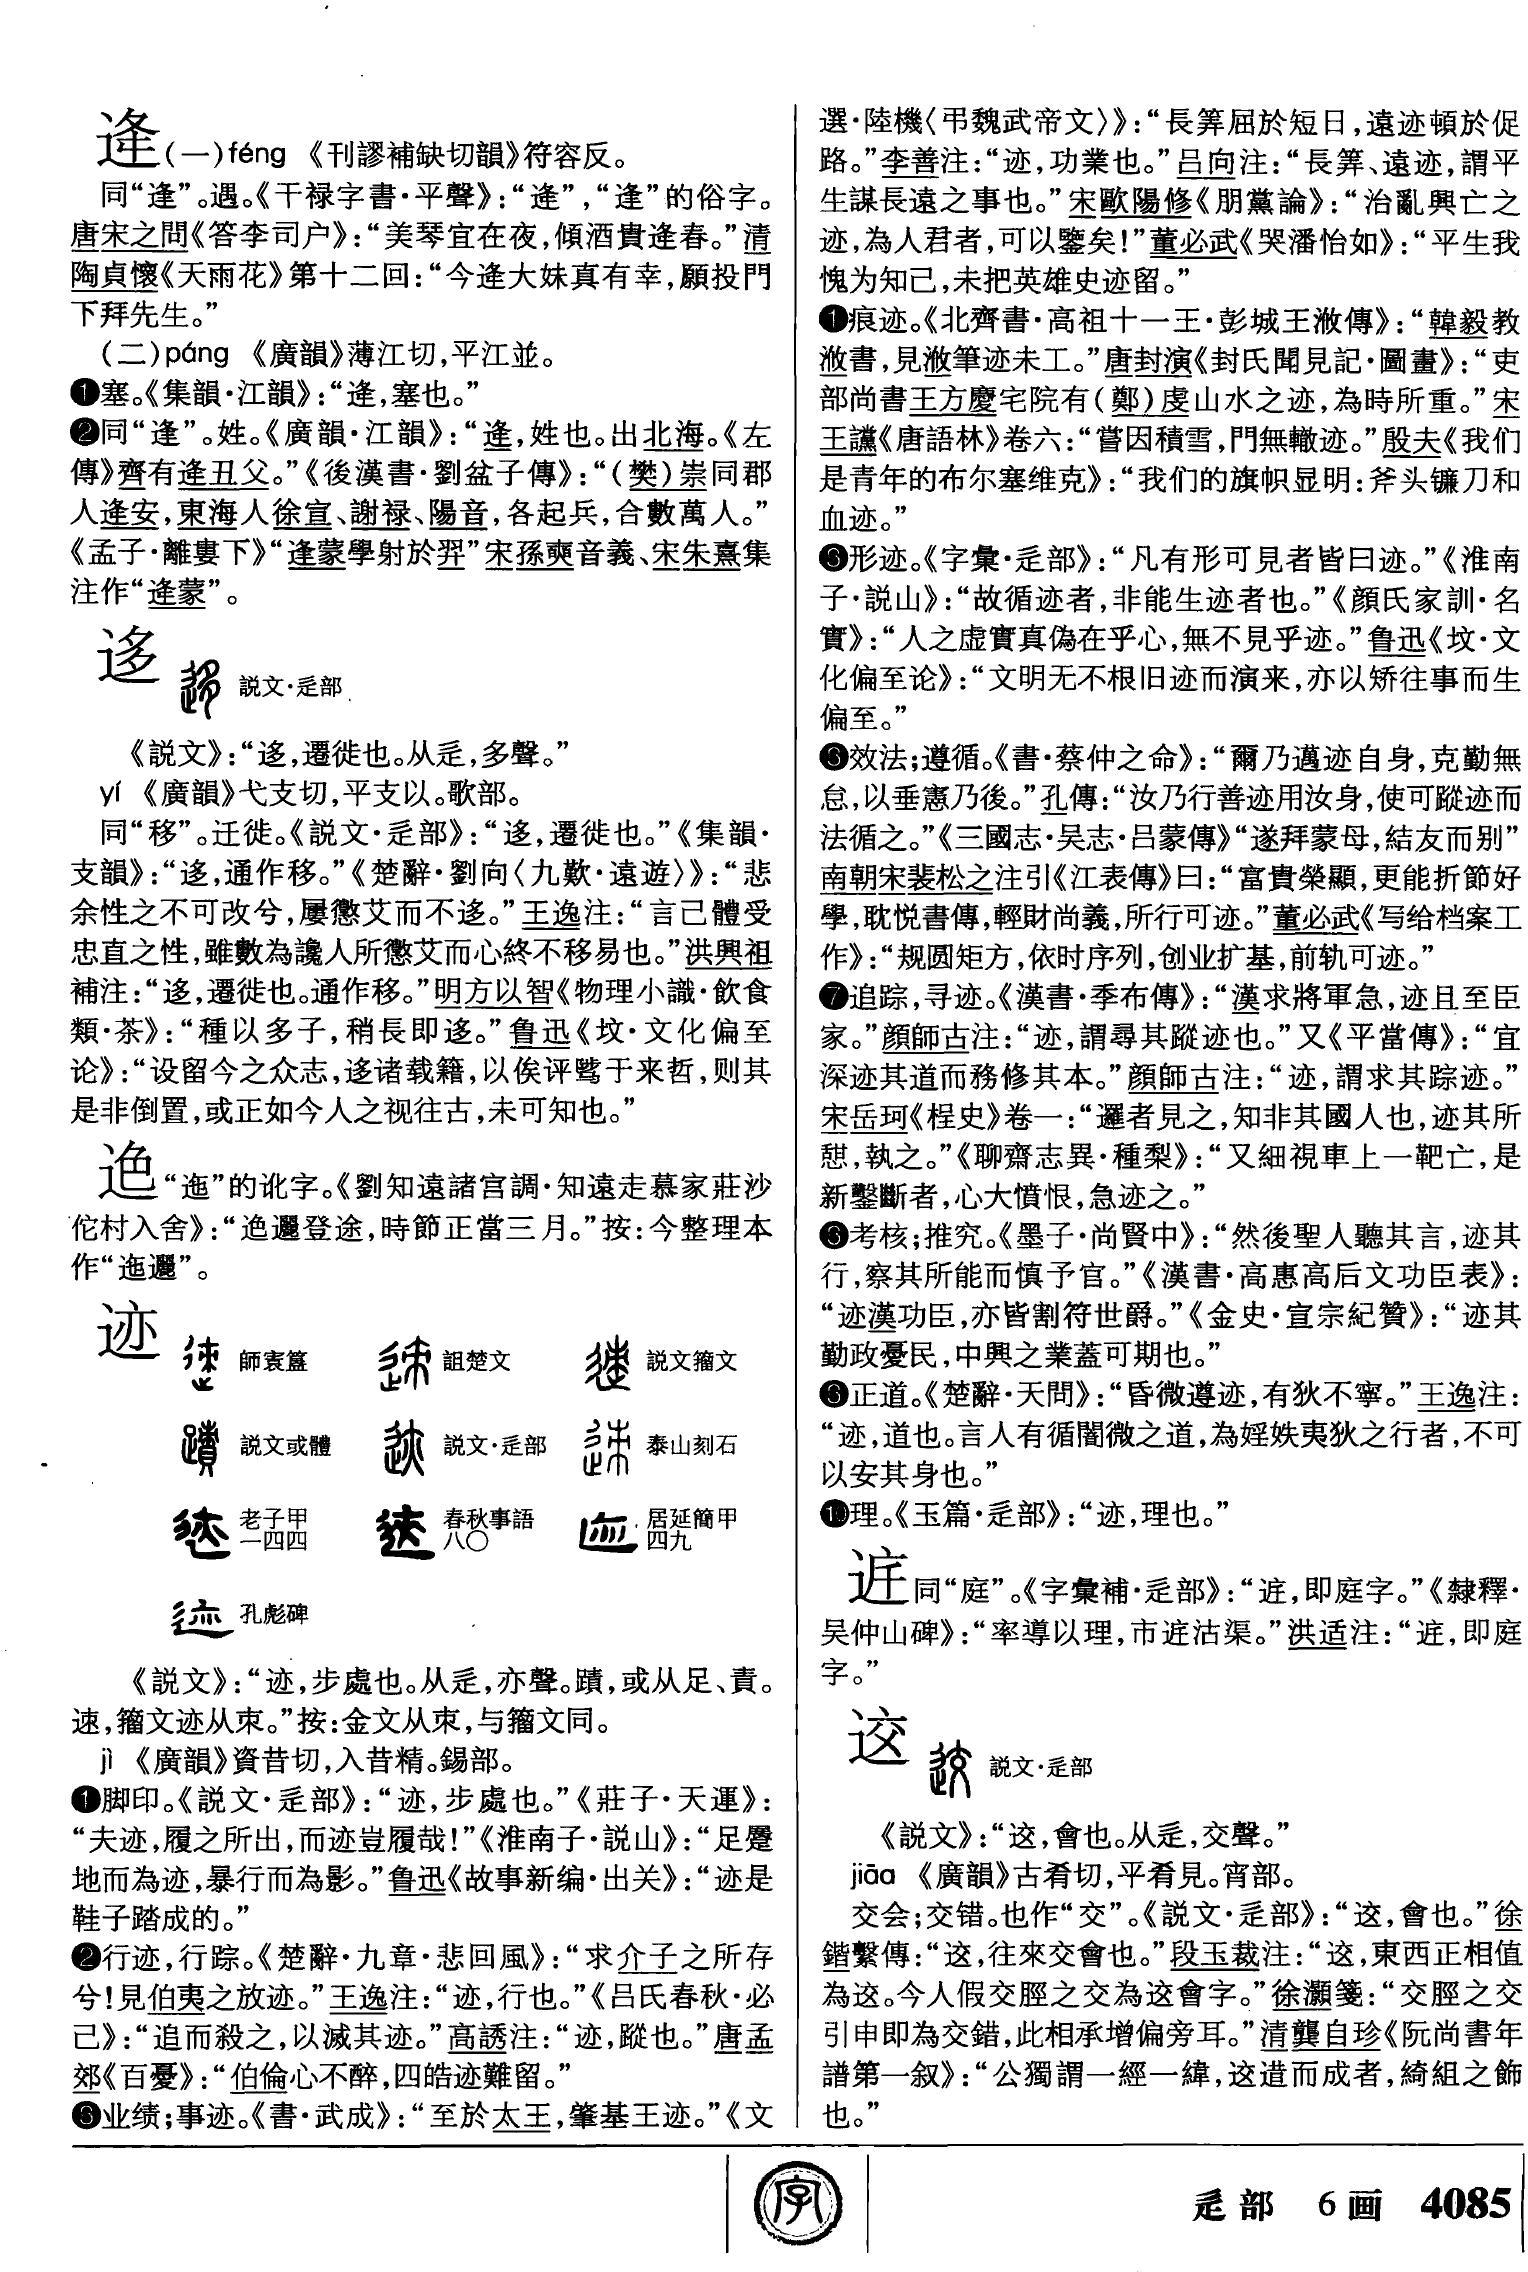 逄(一)féng 《刊謬補缺切韻》符容反。
同“逢”。遇。《干禄字書·平聲》：“逄”，“逢”的俗字。
唐宋之問《答李司户》：“美琴宜在夜，傾酒貴逄春。”清
陶貞懷《天雨花》第十二回：“今逄大妹真有幸，願投門
下拜先生。”
(二)páng 《廣韻》薄江切，平江並。
❶塞。《集韻·江韻》：“逄，塞也。”
❷同“逢”。姓。《廣韻·江韻》：“逄，姓也。出北海。《左
傳》齊有逄丑父。”《後漢書·劉盆子傳》：“(樊)崇同郡
人逄安，東海人徐宣、謝禄、陽音，各起兵，合數萬人。”
《孟子·離婁下》“逄蒙學射於羿”宋孫奭音義、宋朱熹集
注作“逄蒙”。
迻 説文·辵部
《説文》：“迻，遷徙也。从辵，多聲。”
yí 《廣韻》弋支切，平支以。歌部。
同“移”。迁徙。《説文·辵部》：“迻，遷徙也。”《集韻·
支韻》：“迻，通作移。”《楚辭·劉向〈九歎·遠遊〉》：“悲
余性之不可改兮，屢懲艾而不迻。”王逸注：“言己體受
忠直之性，雖數為讒人所懲艾而心終不移易也。”洪興祖
補注：“迻，遷徙也。通作移。”明方以智《物理小識·飲食
類·茶》：“種以多子，稍長即迻。”鲁迅《坟·文化偏至
论》：“设留今之众志，迻诸载籍，以俟评骘于来哲，则其
是非倒置，或正如今人之视往古，未可知也。”
𨒡“迤”的讹字。《劉知遠諸宫調·知遠走慕家莊沙
佗村入舍》：“𨒡邐登途，時節正當三月。”按：今整理本
作“迤邐”。
迹 師寰簋 詛楚文 説文籀文
説文或體 説文·辵部 泰山刻石
老子甲一四四 春秋事語八〇 居延簡甲四九
孔彪碑
《説文》：“迹，步處也。从辵，亦聲。蹟，或从足、責。
速，籀文迹从朿。”按：金文从朿，与籀文同。
jì 《廣韻》資昔切，入昔精。錫部。
❶脚印。《説文·辵部》：“迹，步處也。”《莊子·天運》：
“夫迹，履之所出，而迹豈履哉！”《淮南子·説山》：“足蹷
地而為迹，暴行而為影。”鲁迅《故事新编·出关》：“迹是
鞋子踏成的。”
❷行迹，行踪。《楚辭·九章·悲回風》：“求介子之所存
兮！見伯夷之放迹。”王逸注：“迹，行也。”《吕氏春秋·必
己》：“追而殺之，以滅其迹。”高誘注：“迹，蹤也。”唐孟
郊《百憂》：“伯倫心不醉，四皓迹難留。”
❸业绩；事迹。《書·武成》：“至於太王，肇基王迹。”《文
選·陸機〈弔魏武帝文〉》：“長筭屈於短日，遠迹頓於促
路。”李善注：“迹，功業也。”吕向注：“長筭、遠迹，謂平
生謀長遠之事也。”宋歐陽修《朋黨論》：“治亂興亡之
迹，為人君者，可以鑒矣！”董必武《哭潘怡如》：“平生我
愧为知己，未把英雄史迹留。”
❹痕迹。《北齊書·高祖十一王·彭城王浟傳》：“韓毅教
浟書，見浟筆迹未工。”唐封演《封氏聞見記·圖畫》：“吏
部尚書王方慶宅院有(鄭)虔山水之迹，為時所重。”宋
王讜《唐語林》卷六：“嘗因積雪，門無轍迹。”殷夫《我们
是青年的布尔塞维克》：“我们的旗帜显明：斧头镰刀和
血迹。”
❺形迹。《字彙·辵部》：“凡有形可見者皆曰迹。”《淮南
子·説山》：“故循迹者，非能生迹者也。”《顔氏家訓·名
實》：“人之虚實真偽在乎心，無不見乎迹。”鲁迅《坟·文
化偏至论》：“文明无不根旧迹而演来，亦以矫往事而生
偏至。”
❻效法；遵循。《書·蔡仲之命》：“爾乃邁迹自身，克勤無
怠，以垂憲乃後。”孔傳：“汝乃行善迹用汝身，使可蹤迹而
法循之。”《三國志·吴志·吕蒙傳》“遂拜蒙母，結友而别”
南朝宋裴松之注引《江表傳》曰：“富貴榮顯，更能折節好
學，耽悦書傳，輕財尚義，所行可迹。”董必武《写给档案工
作》：“规圆矩方，依时序列，创业扩基，前轨可迹。”
❼追踪，寻迹。《漢書·季布傳》：“漢求將軍急，迹且至臣
家。”顔師古注：“迹，謂尋其蹤迹也。”又《平當傳》：“宜
深迹其道而務修其本。”顔師古注：“迹，謂求其踪迹。”
宋岳珂《桯史》卷一：“邏者見之，知非其國人也，迹其所
憩，執之。”《聊齋志異·種梨》：“又細視車上一靶亡，是
新鑿斷者，心大憤恨，急迹之。”
❽考核；推究。《墨子·尚賢中》：“然後聖人聽其言，迹其
行，察其所能而慎予官。”《漢書·高惠高后文功臣表》：
“迹漢功臣，亦皆割符世爵。”《金史·宣宗紀贊》：“迹其
勤政憂民，中興之業蓋可期也。”
❾正道。《楚辭·天問》：“昏微遵迹，有狄不寧。”王逸注：
“迹，道也。言人有循闇微之道，為婬妷夷狄之行者，不可
以安其身也。”
❿理。《玉篇·辵部》：“迹，理也。”
𨒬同“庭”。《字彙補·辵部》：“𨒬，即庭字。”《隸釋·
吴仲山碑》：“率導以理，市𨒬沽渠。”洪适注：“𨒬，即庭
字。”
迒 説文·辵部
《説文》：“䢒，會也。从辵，交聲。”
jiāo 《廣韻》古肴切，平肴見。宵部。
交会；交错。也作“交”。《説文·辵部》：“䢒，會也。”徐
鍇繫傳：“䢒，往來交會也。”段玉裁注：“䢒，東西正相值
為䢒。今人假交脛之交為䢒會字。”徐灝箋：“交脛之交
引申即為交錯，此相承增偏旁耳。”清龔自珍《阮尚書年
譜第一叙》：“公獨謂一經一緯，䢒逪而成者，綺組之飾
也。”
字
辵部 6画 4085